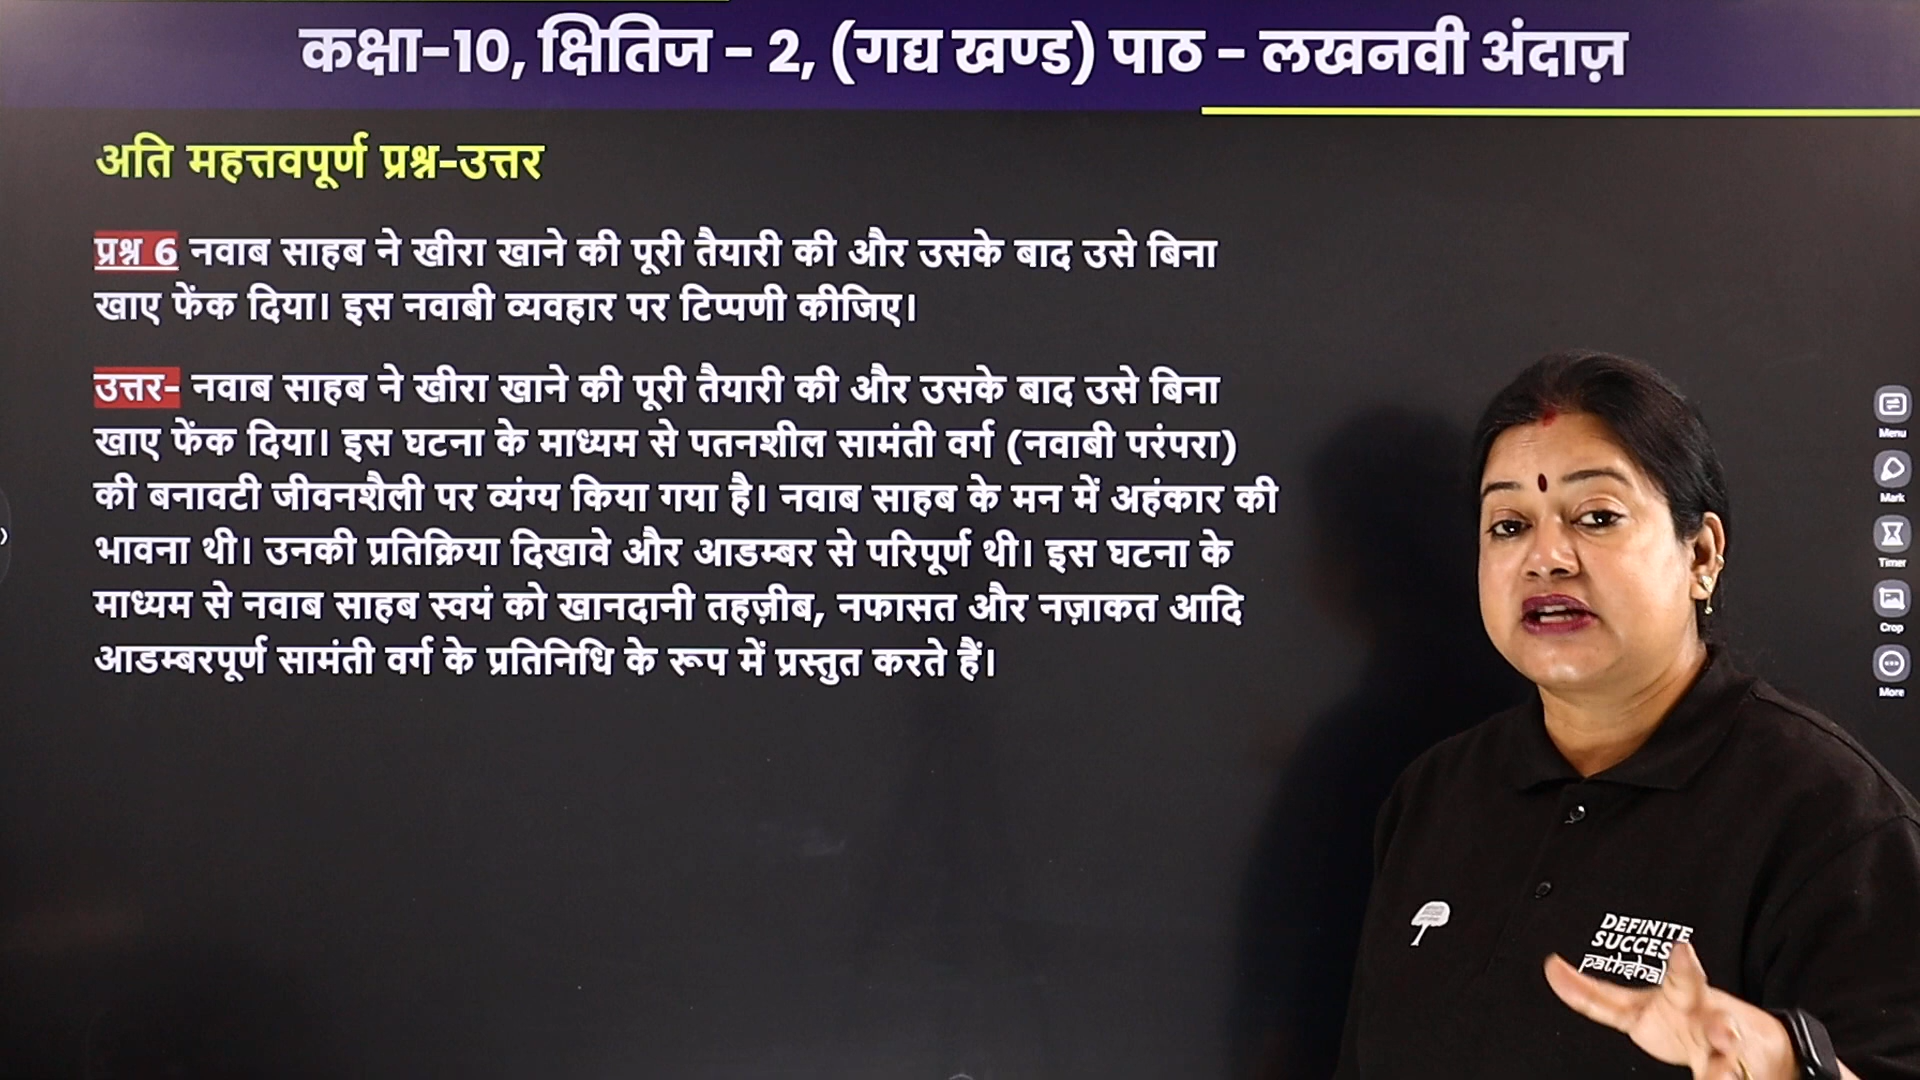 कक्षा-10, क्षितिज - 2, (गद्य खण्ड) पाठ - लखनवी अंदाज़
अति महत्तवपूर्ण प्रश्न-उत्तर
प्रश्न 6 नवाब साहब ने खीरा खाने की पूरी तैयारी की और उसके बाद उसे बिना
खाए फेंक दिया। इस नवाबी व्यवहार पर टिप्पणी कीजिए।
उत्तर- नवाब साहब ने खीरा खाने की पूरी तैयारी की और उसके बाद उसे बिना
खाए फेंक दिया। इस घटना के माध्यम से पतनशील सामंती वर्ग (नवाबी परंपरा)
की बनावटी जीवनशैली पर व्यंग्य किया गया है। नवाब साहब के मन में अहंकार की
भावना थी। उनकी प्रतिक्रिया दिखावे और आडम्बर से परिपूर्ण थी। इस घटना के
माध्यम से नवाब साहब स्वयं को खानदानी तहज़ीब, नफासत और नज़ाकत आदि
आडम्बरपूर्ण सामंती वर्ग के प्रतिनिधि के रूप में प्रस्तुत करते हैं।
Menu
Mark
Timer
Crop
More
DEFINITE
SUCCES
pathshal